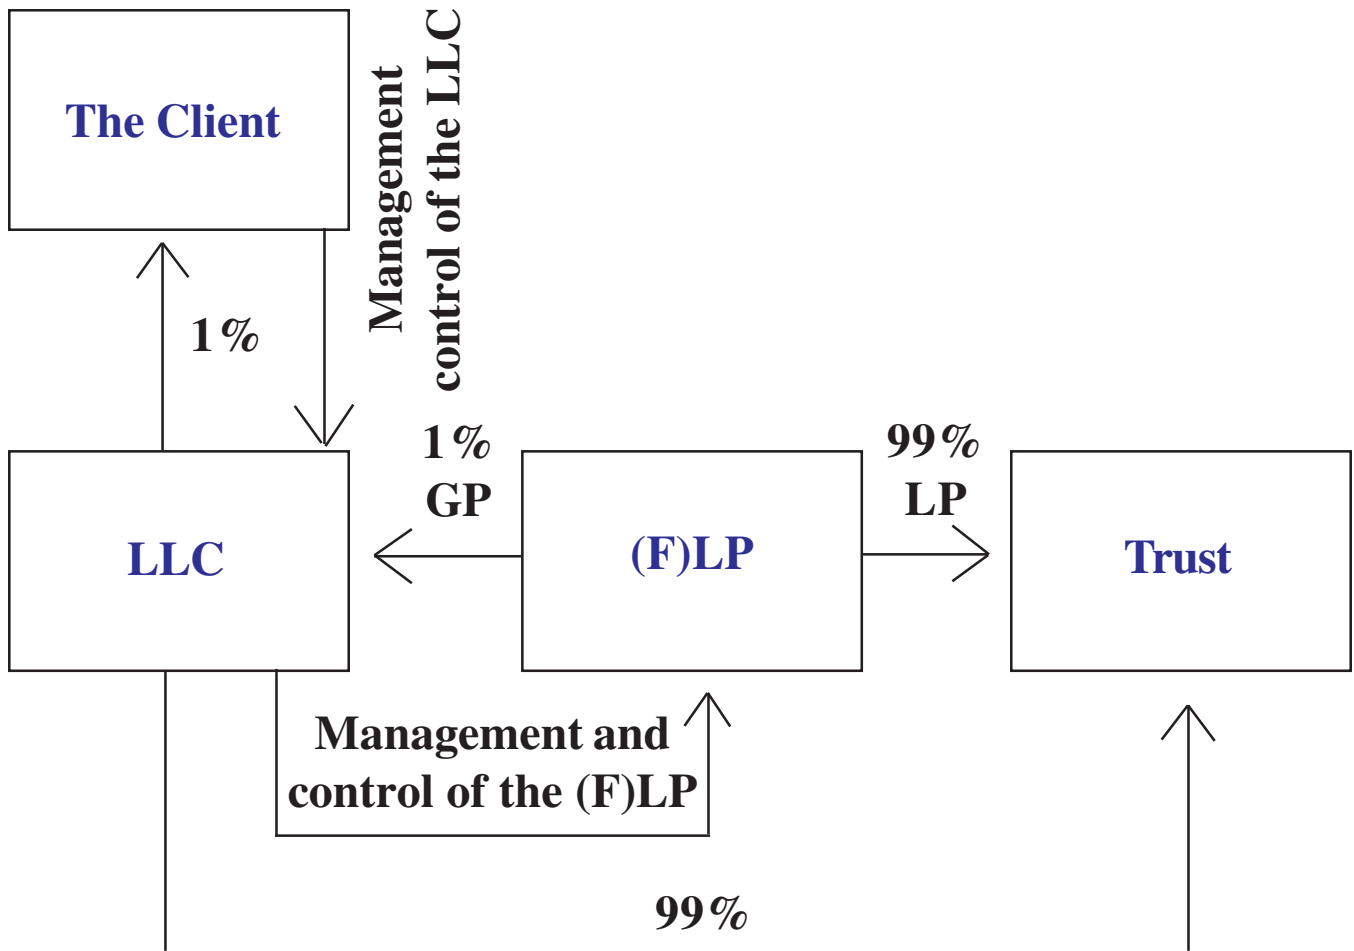 The Client
Management
control of the LLC
1%
1%
GP
99%
LP
LLC
(F)LP
Trust
Management and
control of the (F)LP
99%